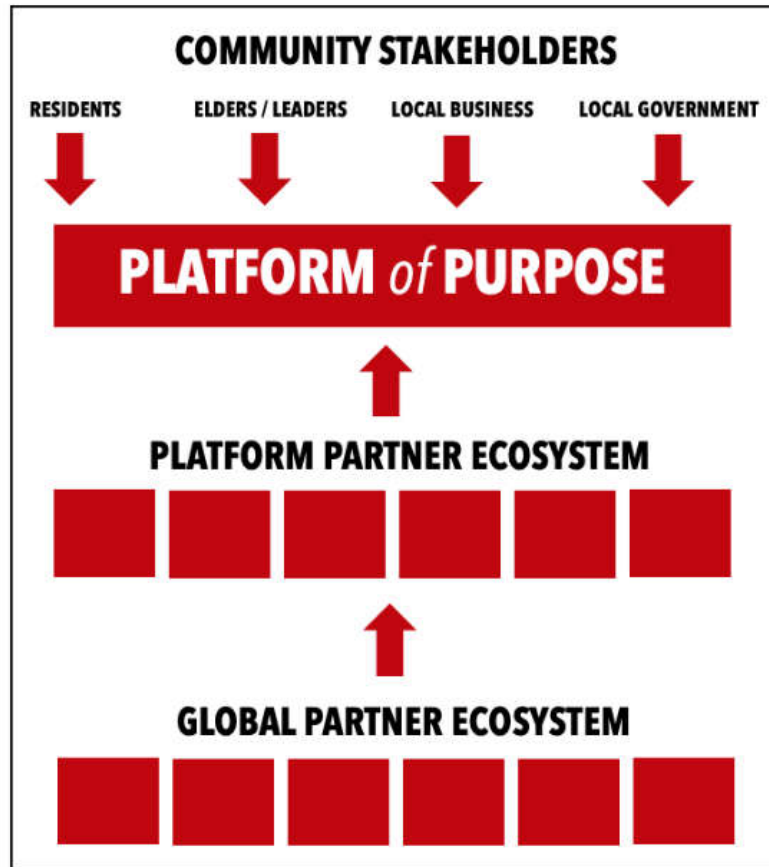 COMMUNITY STAKEHOLDERS
RESIDENTS ELDERS / LEADERS LOCAL BUSINESS LOCAL GOVERNMENT
PLATFORM of PURPOSE
PLATFORM PARTNER ECOSYSTEM
GLOBAL PARTNER ECOSYSTEM